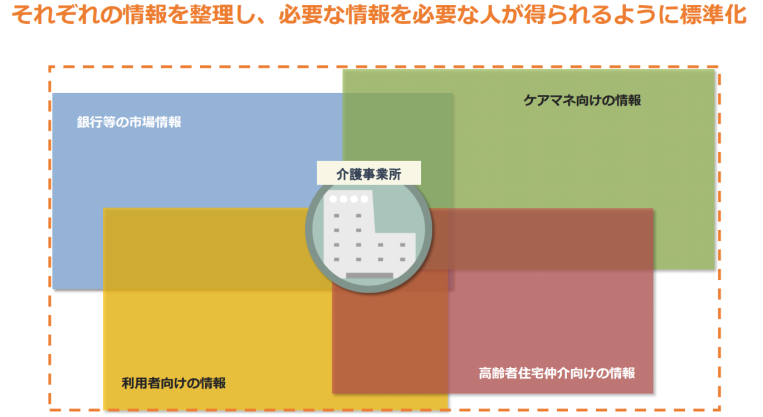 それぞれの情報を整理し、必要な情報を必要な人が得られるように標準化
ケアマネ向けの情報
銀行等の市場情報
介護事業所
高齢者住宅仲介向けの情報
利用者向けの情報